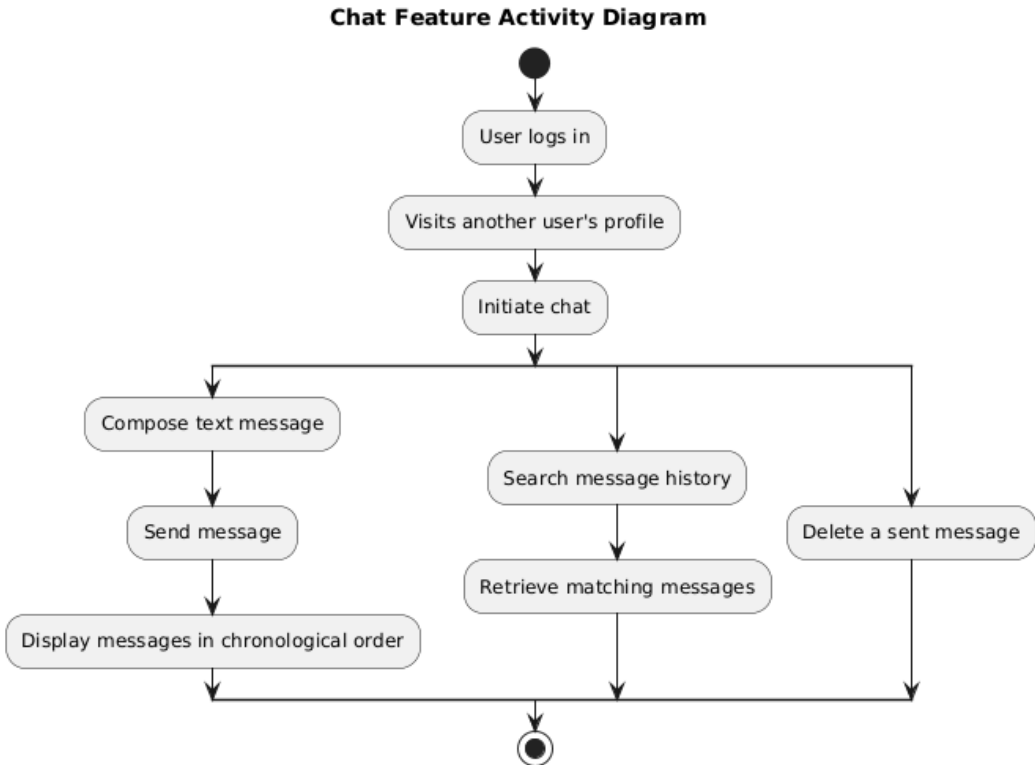 Chat Feature Activity Diagram
User logs in
Visits another user's profile
Initiate chat
Compose text message
Send message
Display messages in chronological order
Search message history
Retrieve matching messages
Delete a sent message